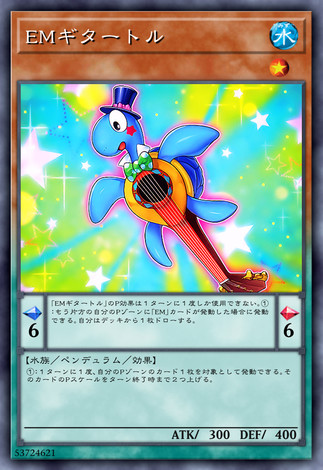 EMギタートル
水
6
「EMギタートル」のP効果は1ターンに1度しか使用できない。①
:もう片方の自分のPゾーンに「EM」カードが発動した場合に発動
できる。自分はデッキから1枚ドローする。
6
【水族/ペンデュラム/効果】
①:1ターンに1度、自分のPゾーンのカード1枚を対象として発動できる。そ
のカードのPスケールをターン終了時まで2つ上げる。
ATK/ 300 DEF/ 400
53724621